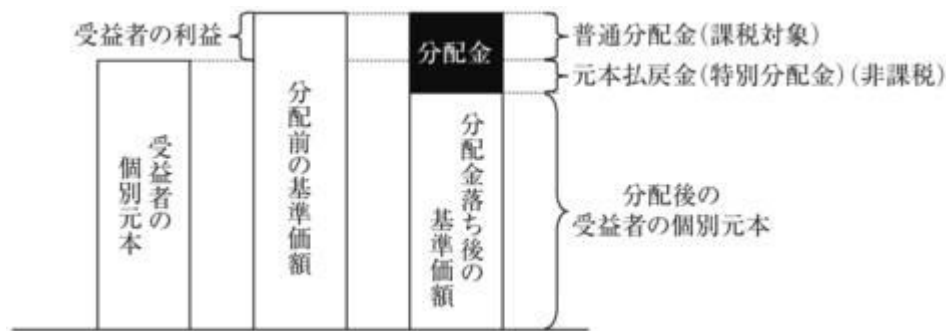 受益者の利益
分配金
普通分配金(課税対象)
元本払戻金(特別分配金)(非課税)
受益者の
個別元本
分配前の基準価額
分配金落ち後の
基準価額
分配後の
受益者の個別元本